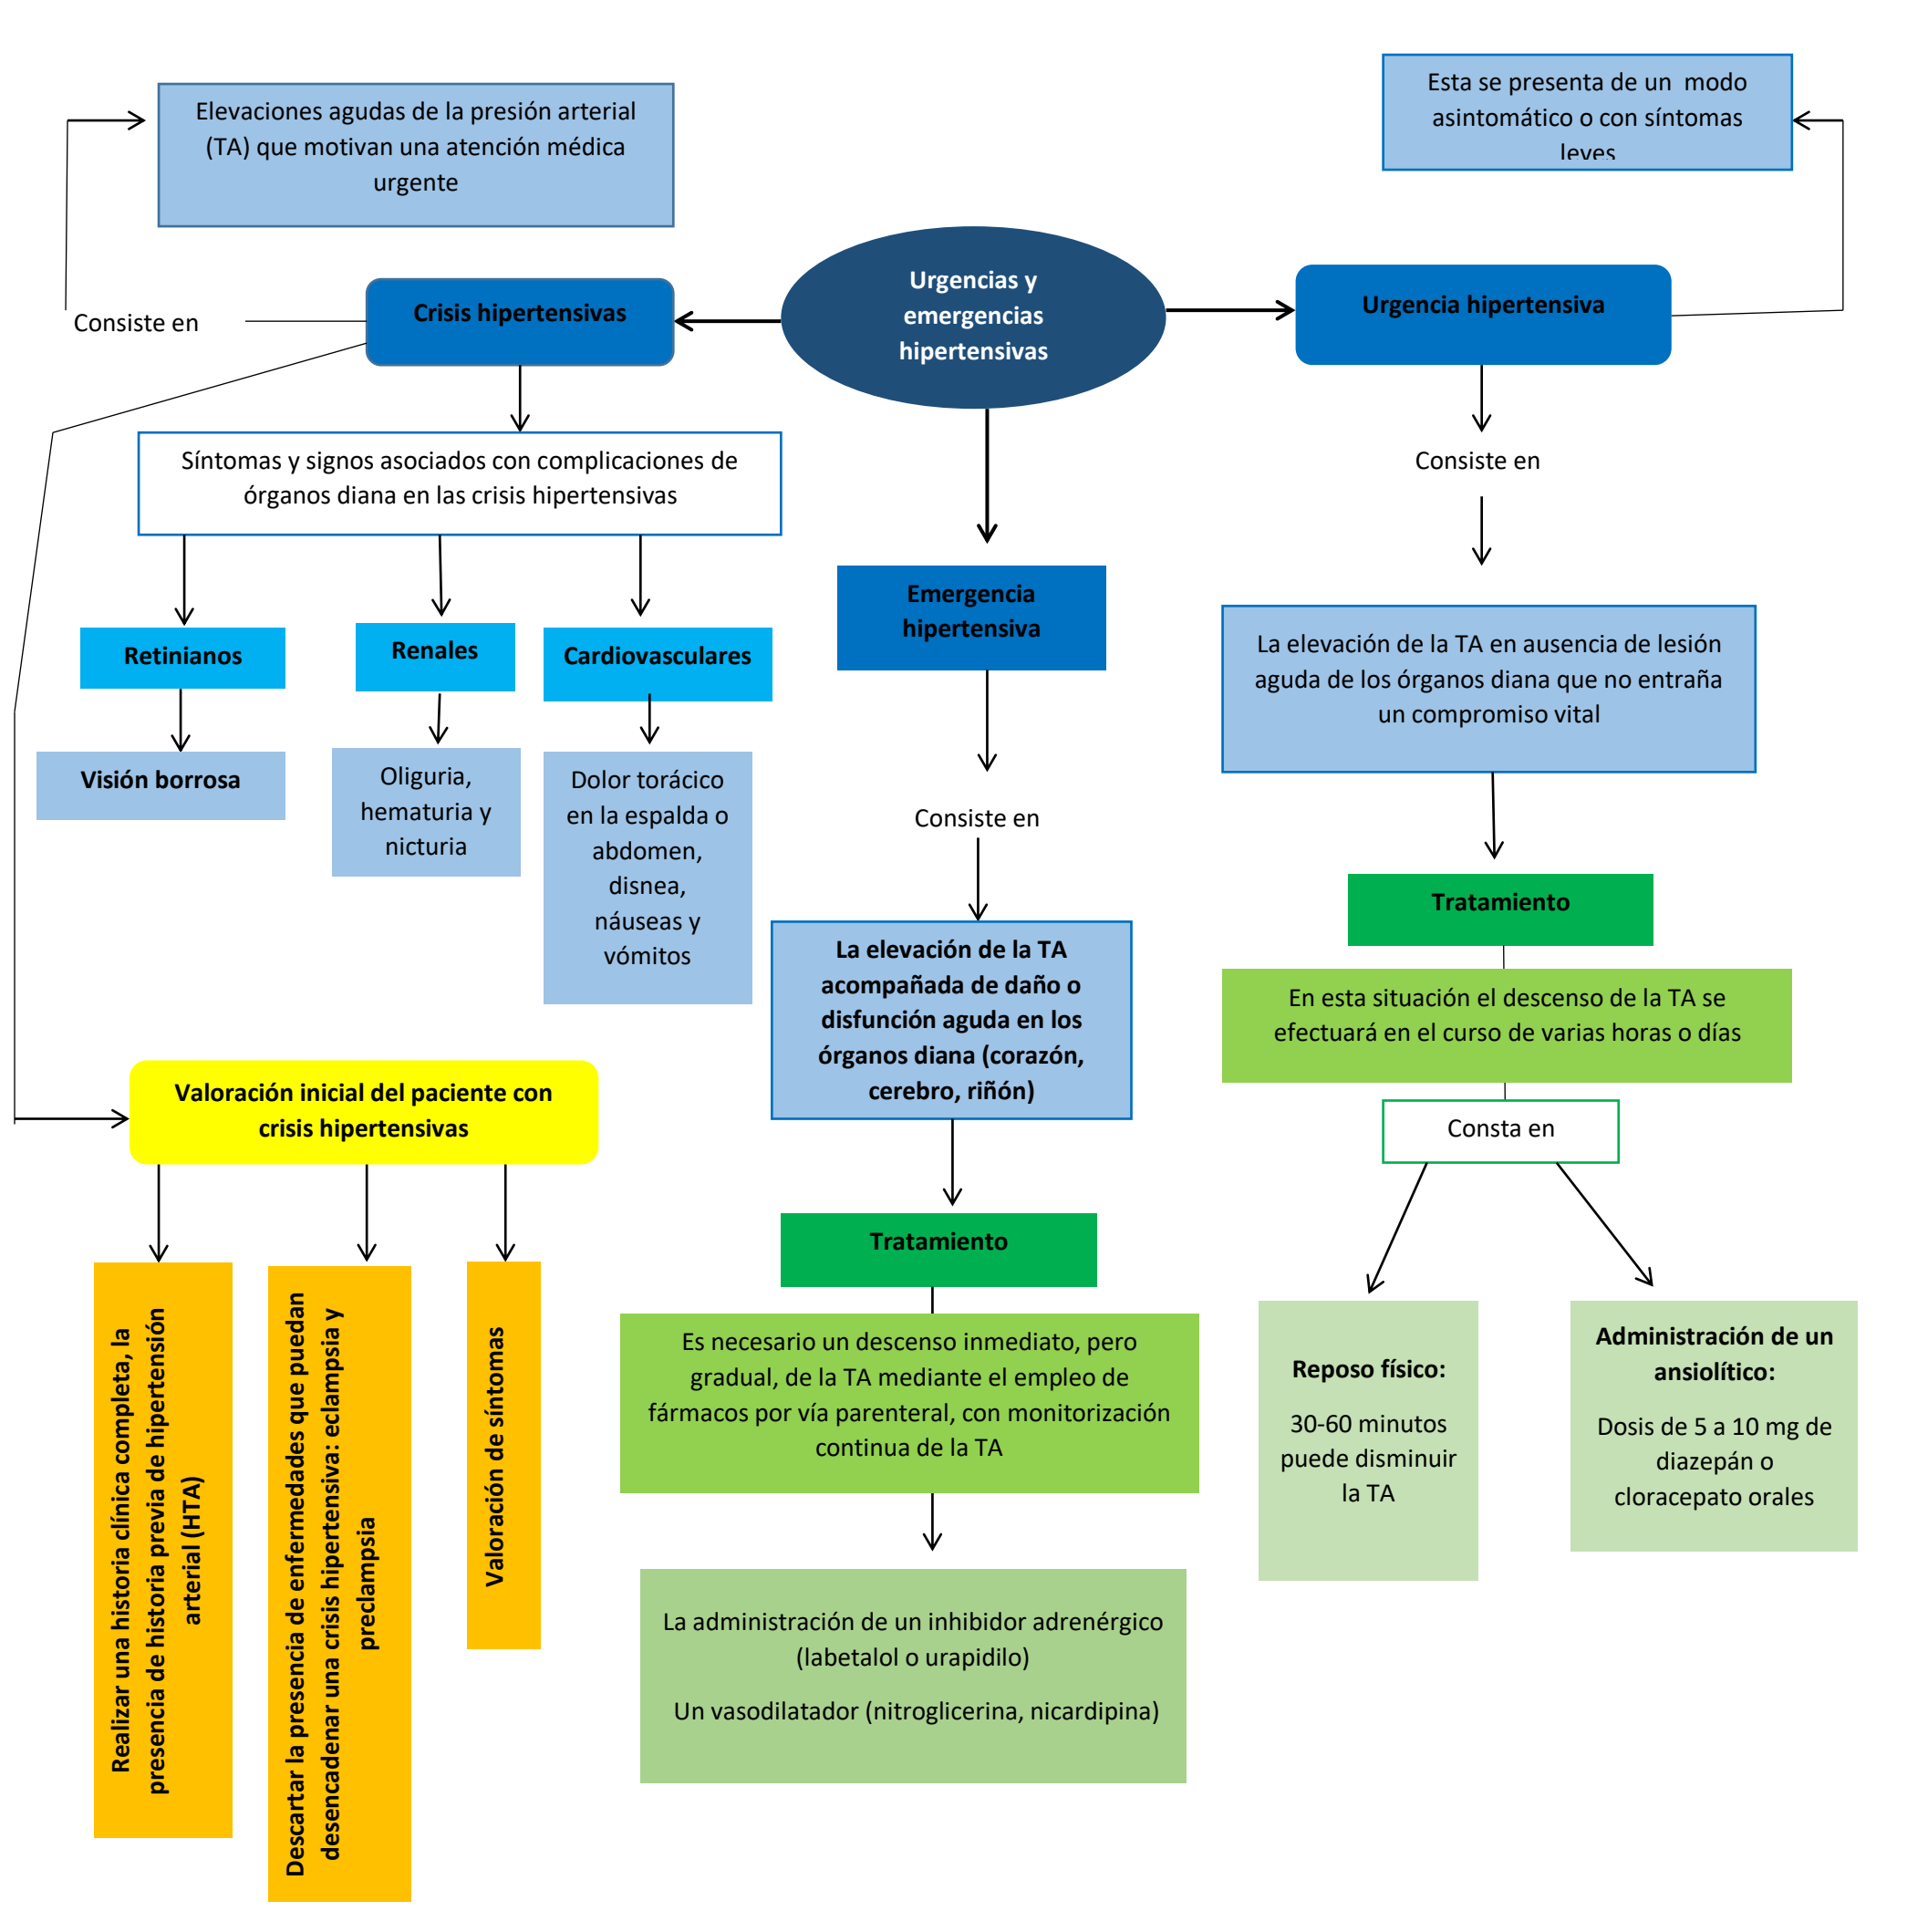 Elevaciones agudas de la presión arterial
(TA) que motivan una atención médica
urgente
Esta se presenta de un modo
asintomático o con síntomas
leves
Consiste en
Crisis hipertensivas
Urgencias y
emergencias
hipertensivas
Urgencia hipertensiva
Síntomas y signos asociados con complicaciones de
órganos diana en las crisis hipertensivas
Consiste en
Retinianos
Renales
Cardiovasculares
Visión borrosa
Oliguria,
hematuria y
nicturia
Dolor torácico
en la espalda o
abdomen,
disnea,
náuseas y
vómitos
Emergencia
hipertensiva
Consiste en
La elevación de la TA
acompañada de daño o
disfunción aguda en los
órganos diana (corazón,
cerebro, riñón)
La elevación de la TA en ausencia de lesión
aguda de los órganos diana que no entraña
un compromiso vital
Tratamiento
En esta situación el descenso de la TA se
efectuará en el curso de varias horas o días
Consta en
Reposo físico:
30-60 minutos
puede disminuir
la TA
Administración de un
ansiolítico:
Dosis de 5 a 10 mg de
diazepán o
cloracepato orales
Valoración inicial del paciente con
crisis hipertensivas
Realizar una historia clínica completa, la
presencia de historia previa de hipertensión
arterial (HTA)
Descartar la presencia de enfermedades que puedan
desencadenar una crisis hipertensiva: eclampsia y
preclampsia
Valoración de síntomas
Tratamiento
Es necesario un descenso inmediato, pero
gradual, de la TA mediante el empleo de
fármacos por vía parenteral, con monitorización
continua de la TA
La administración de un inhibidor adrenérgico
(labetalol o urapidilo)
Un vasodilatador (nitroglicerina, nicardipina)